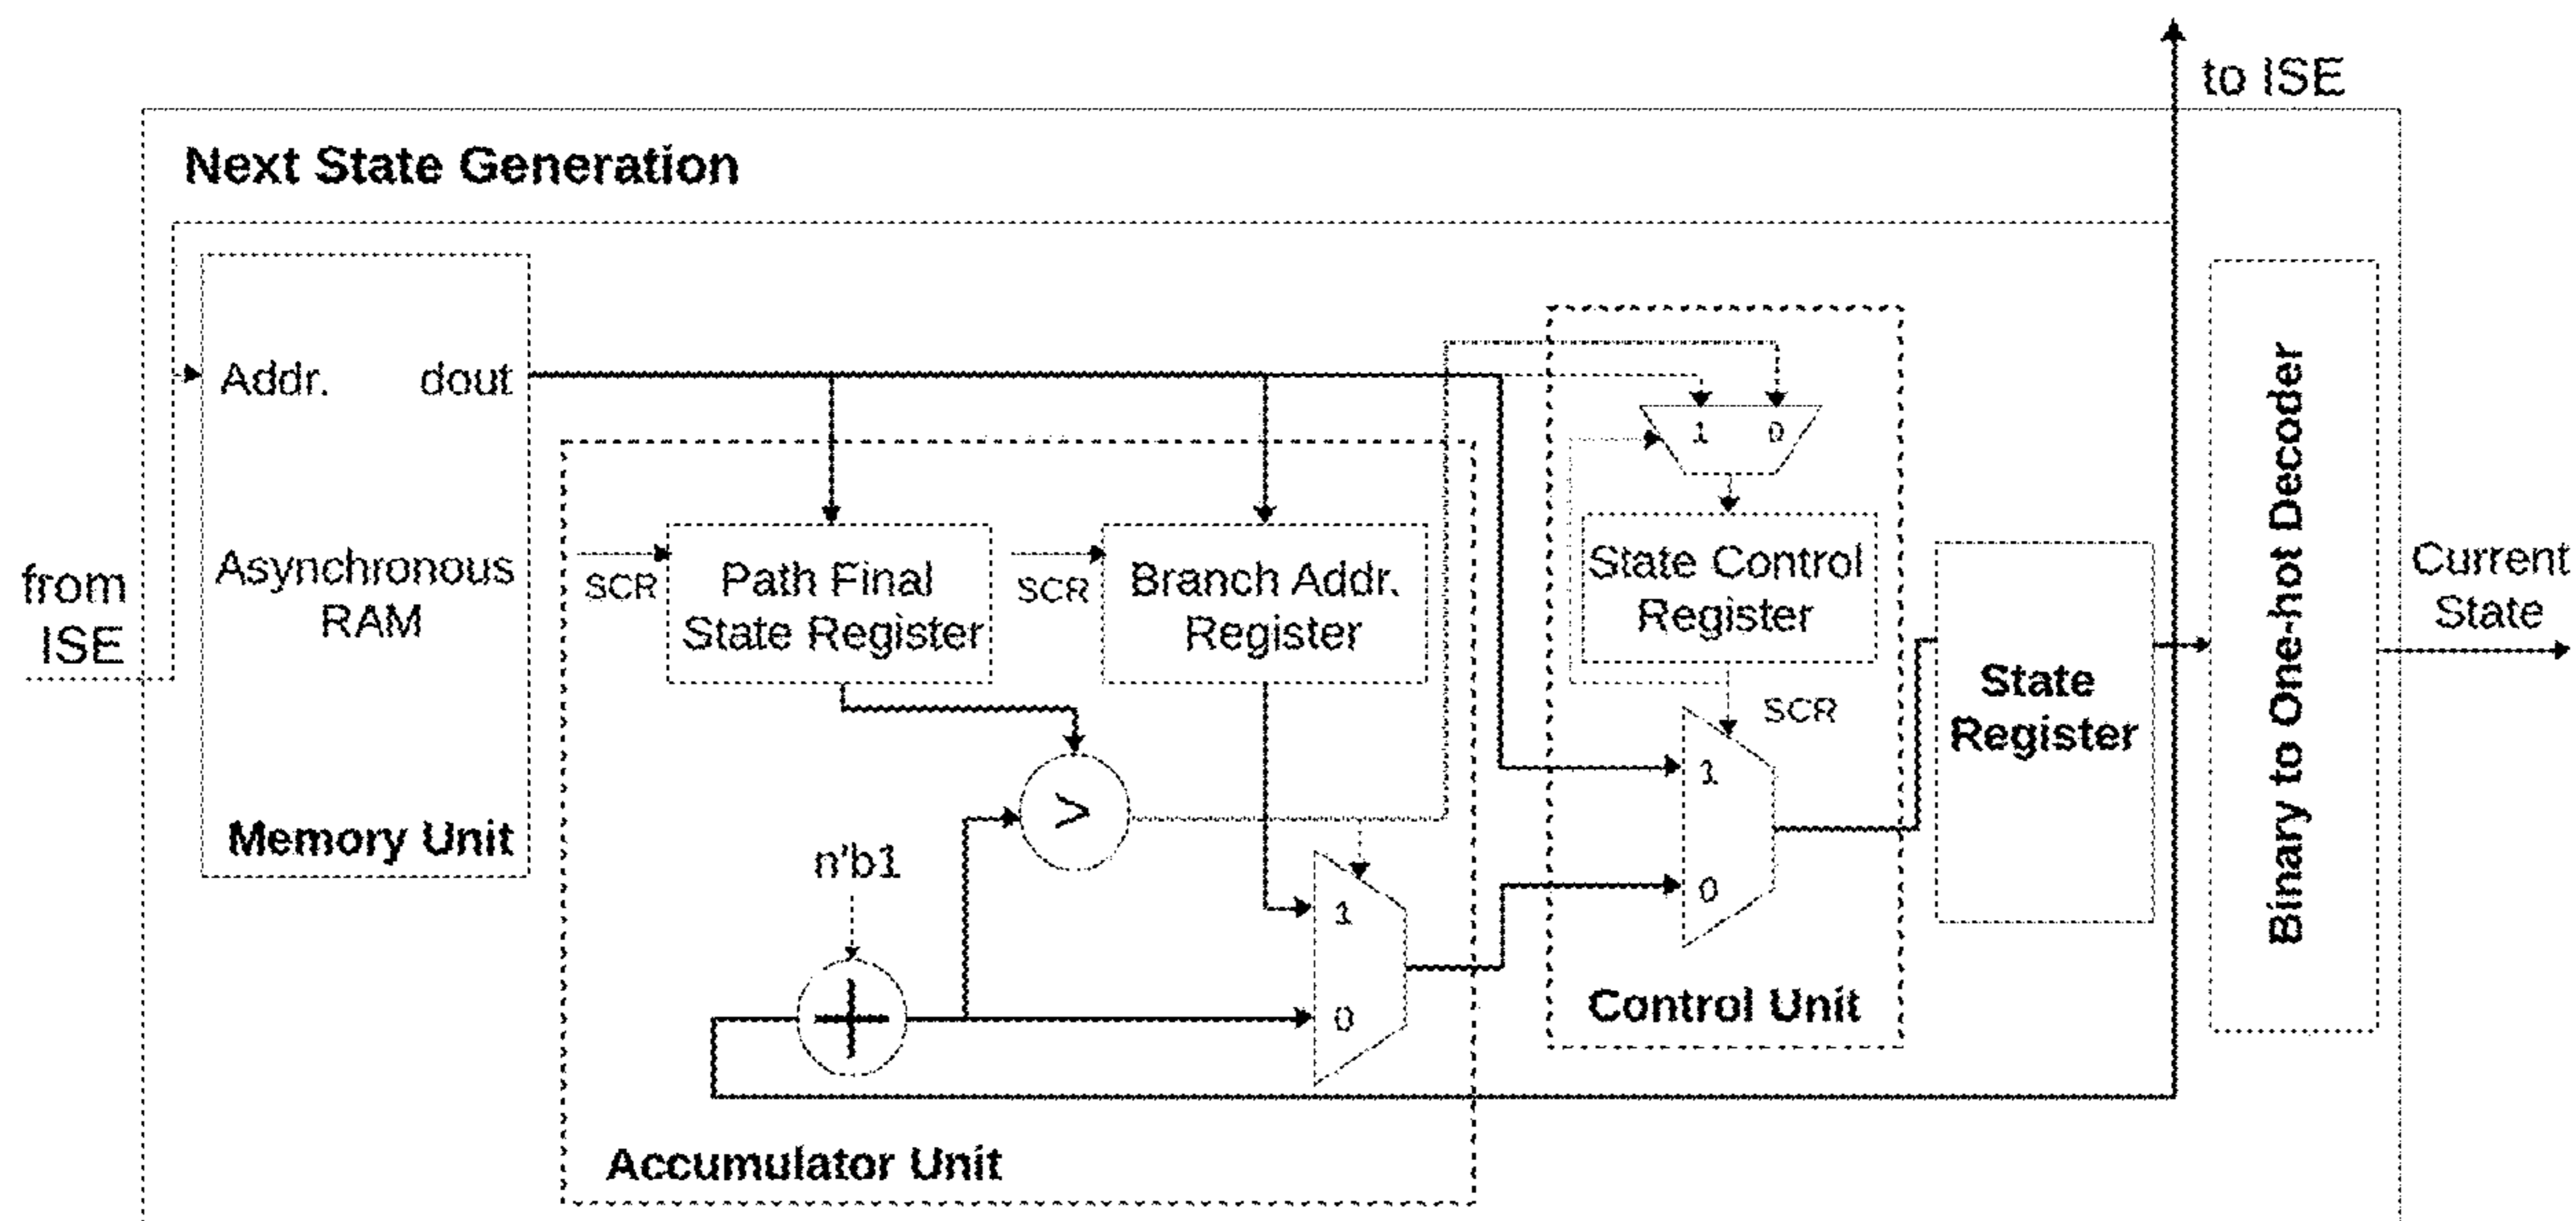 to ISE
Next State Generation
Addr.
dout
1
0
from
ISE
Asynchronous
RAM
SCR
Path Final
State Register
SCR
Branch Addr.
Register
State Control
Register
Current
State
State
Register
Binary to One-hot Decoder
SCR
>
1
Memory Unit
n'b1
0
1
+
0
Control Unit
Accumulator Unit